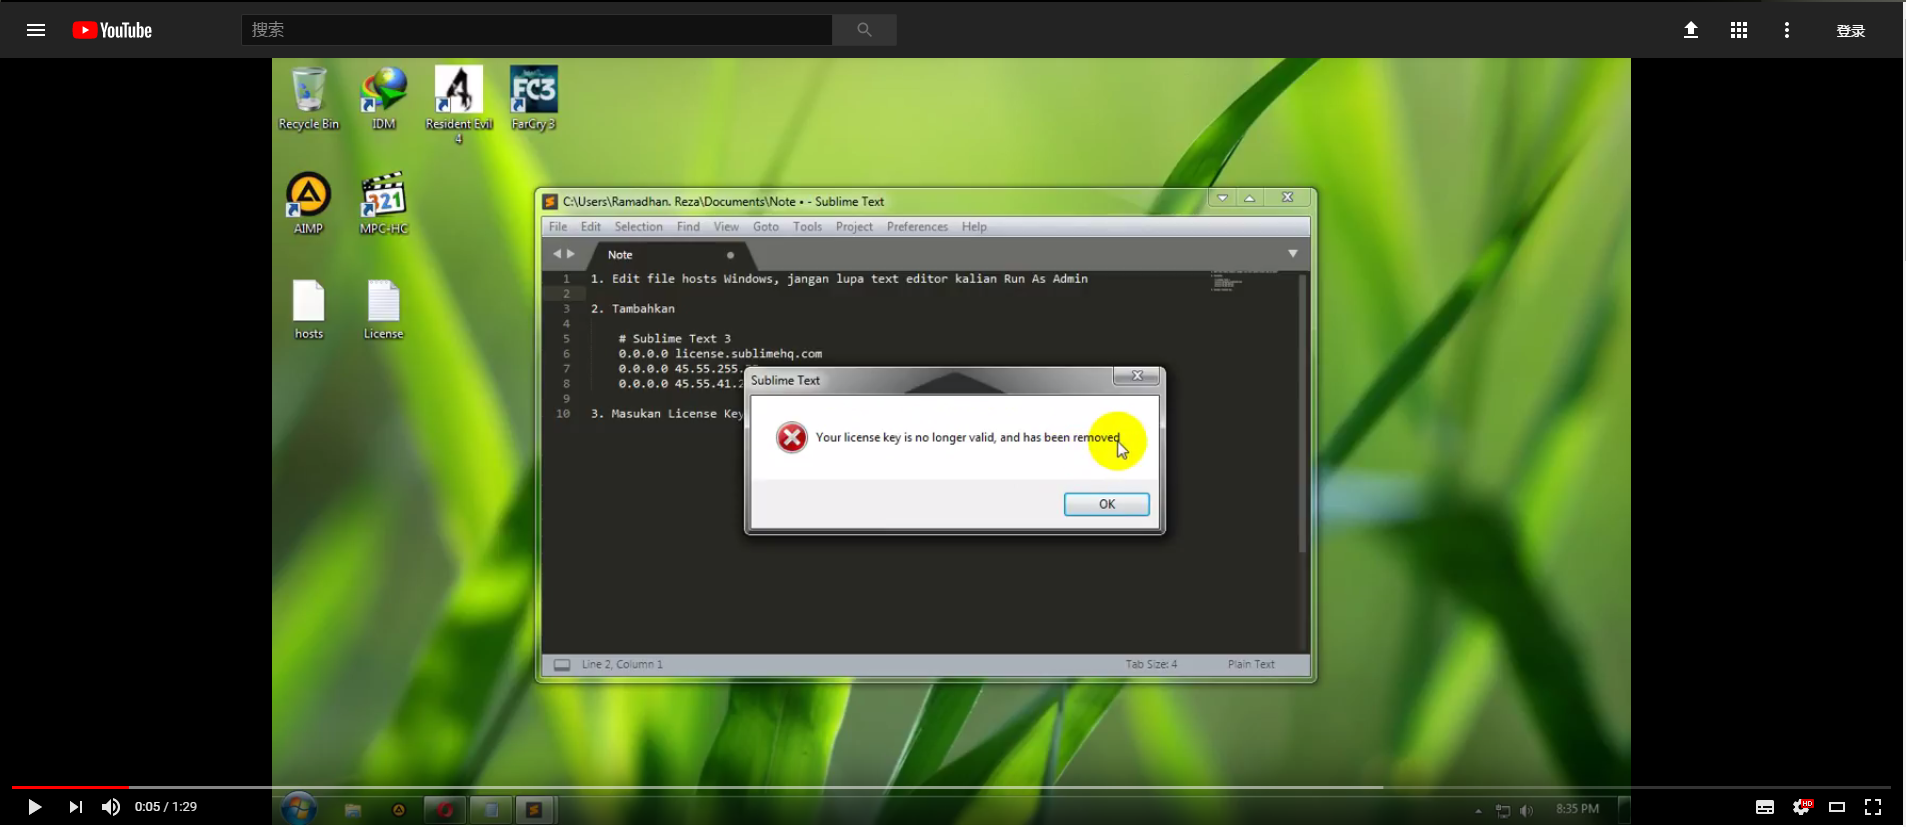 YouTube
搜索
登录
Recycle Bin
IDM
Resident Evil
4
FC3
FarCry 3
321
AIMP
MPC-HC
hosts
License
C:\Users\Ramadhan. Reza\Documents\Note • - Sublime Text
File Edit Selection Find View Goto Tools Project Preferences Help
Note
1 1. Edit file hosts Windows, jangan lupa text editor kalian Run As Admin
2
3 2. Tambahkan
4
5 # Sublime Text 3
6 0.0.0.0 license.sublimehq.com
7 0.0.0.0 45.55.255.
8 0.0.0.0 45.55.41.2
9
10 3. Masukan License Key
Sublime Text
Your license key is no longer valid, and has been removed
OK
Line 2, Column 1
Tab Size: 4
Plain Text
0:05 / 1:29
8:35 PM
HD